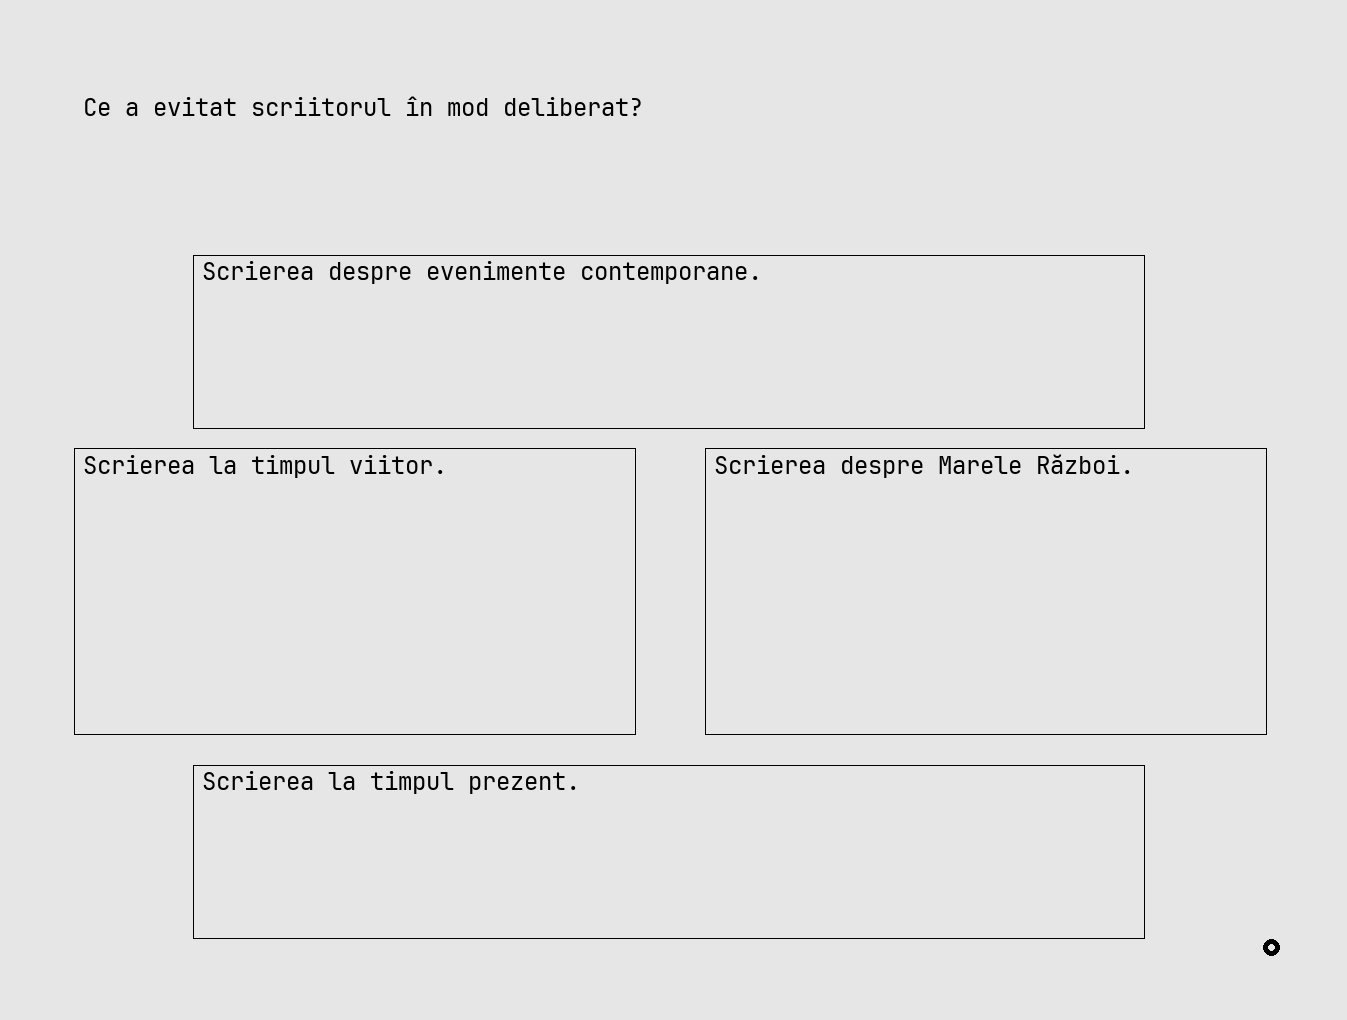 Ce a evitat scriitorul în mod deliberat?
Scrierea despre evenimente contemporane.
Scrierea la timpul viitor.
Scrierea despre Marele Război.
Scrierea la timpul prezent.